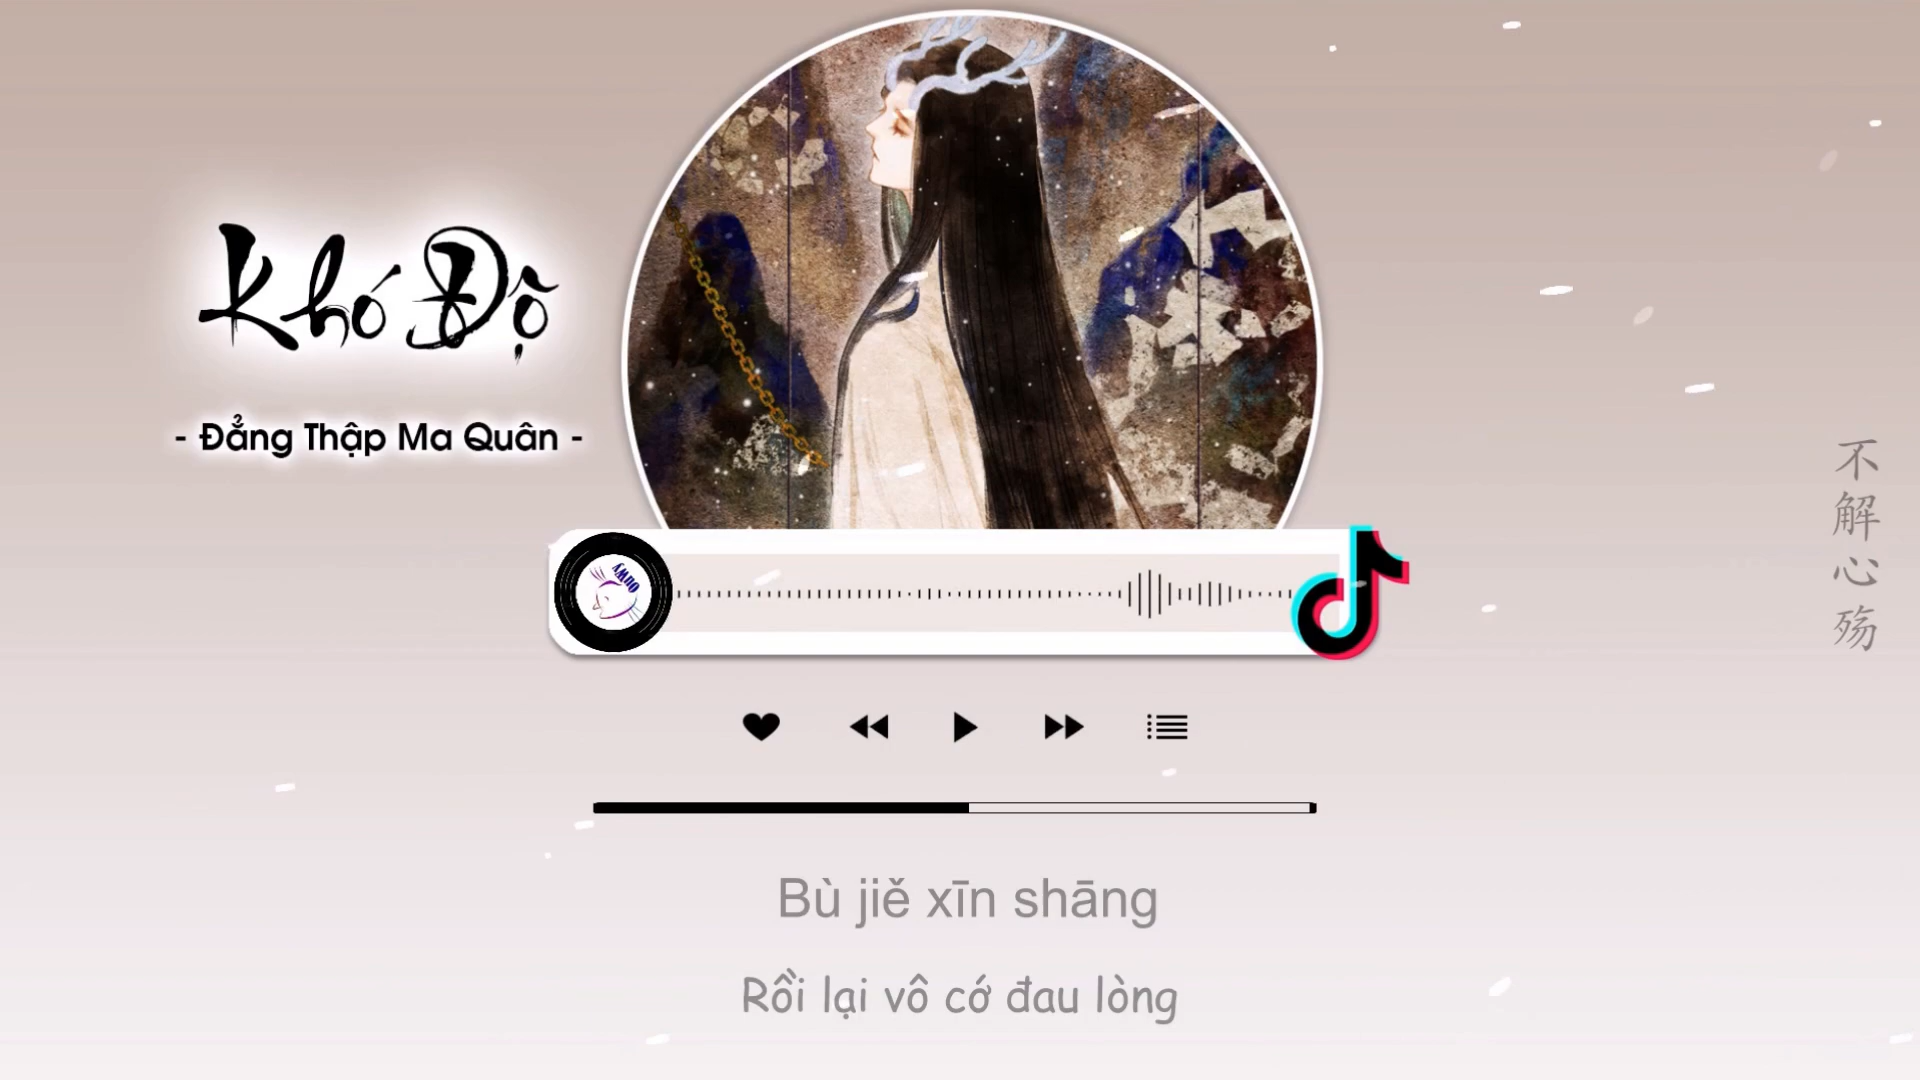 Khó Độ
- Đẳng Thập Ma Quân -
不解心殇
Bù jiě xīn shāng
Rồi lại vô cớ đau lòng